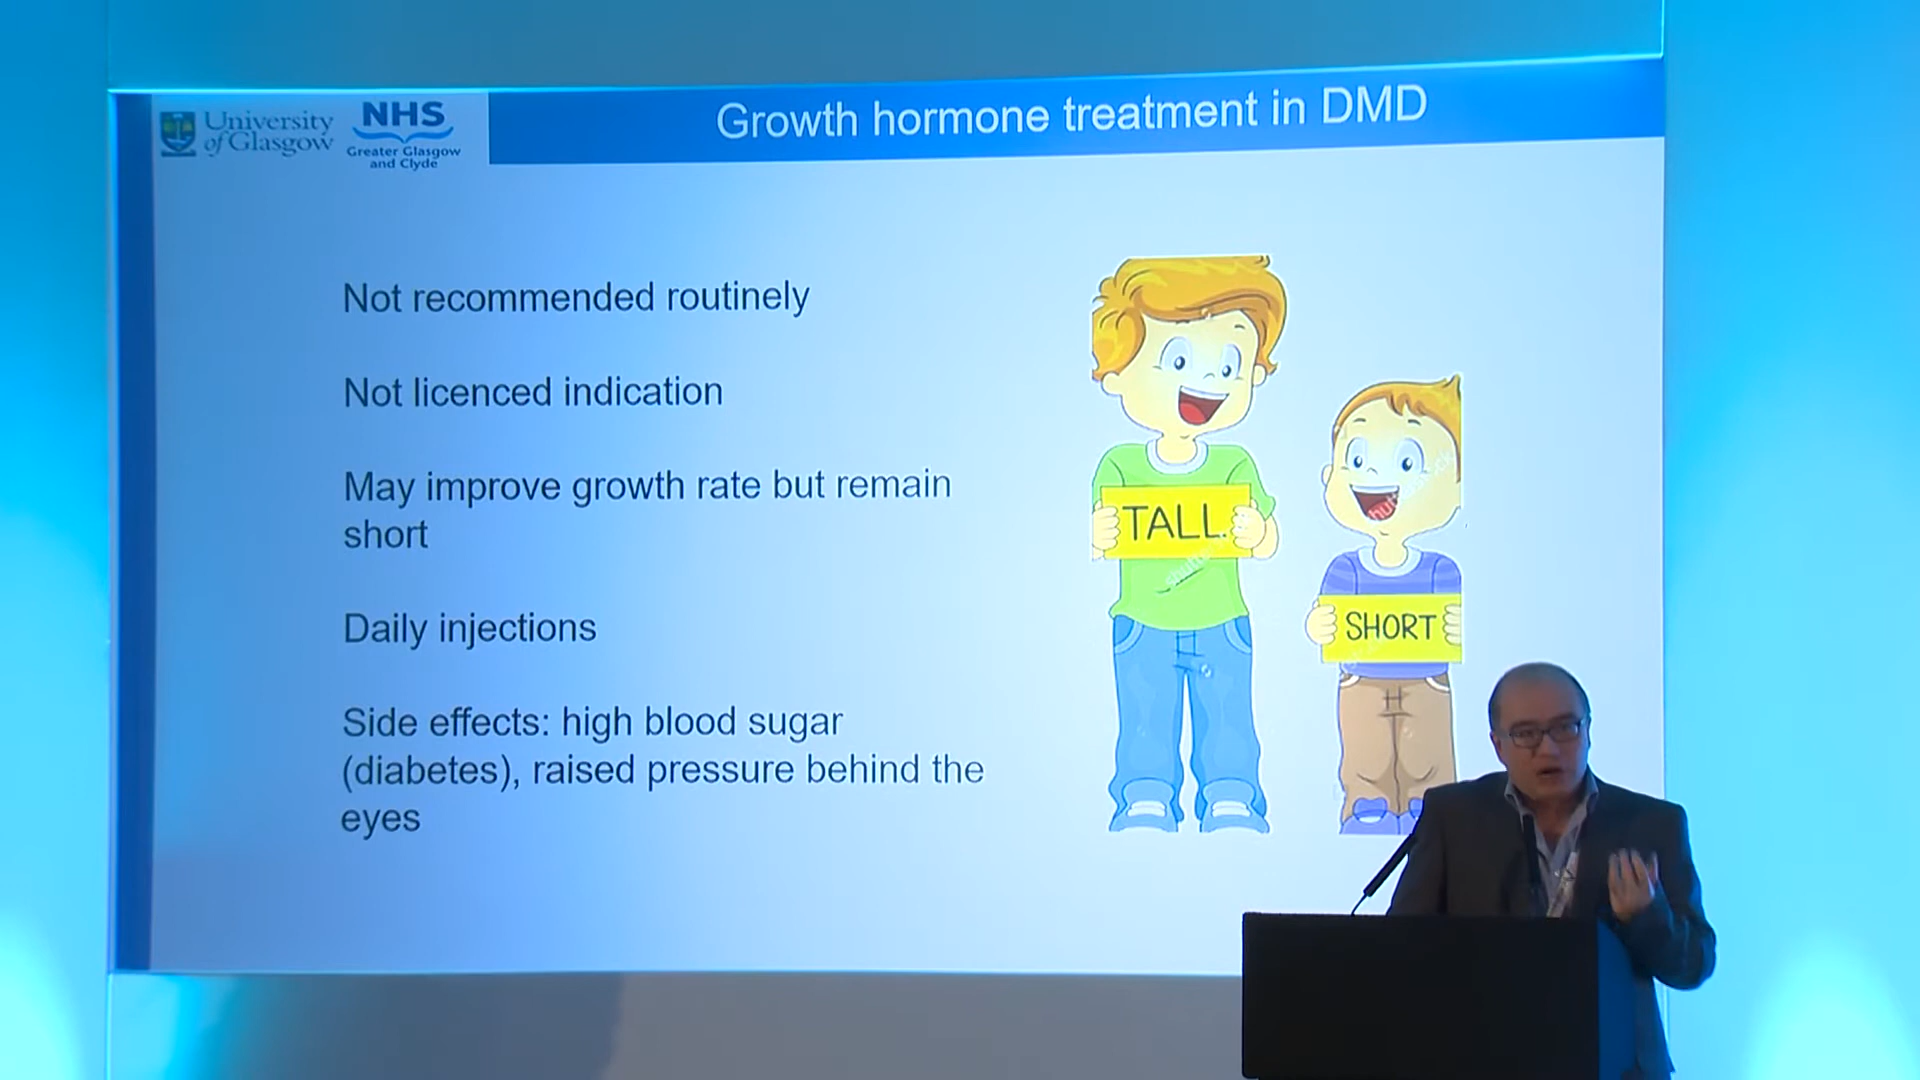 University
of Glasgow
NHS
Greater Glasgow
and Clyde
Growth hormone treatment in DMD
Not recommended routinely
Not licenced indication
May improve growth rate but remain
short
Daily injections
Side effects: high blood sugar
(diabetes), raised pressure behind the
eyes
TALL
SHORT